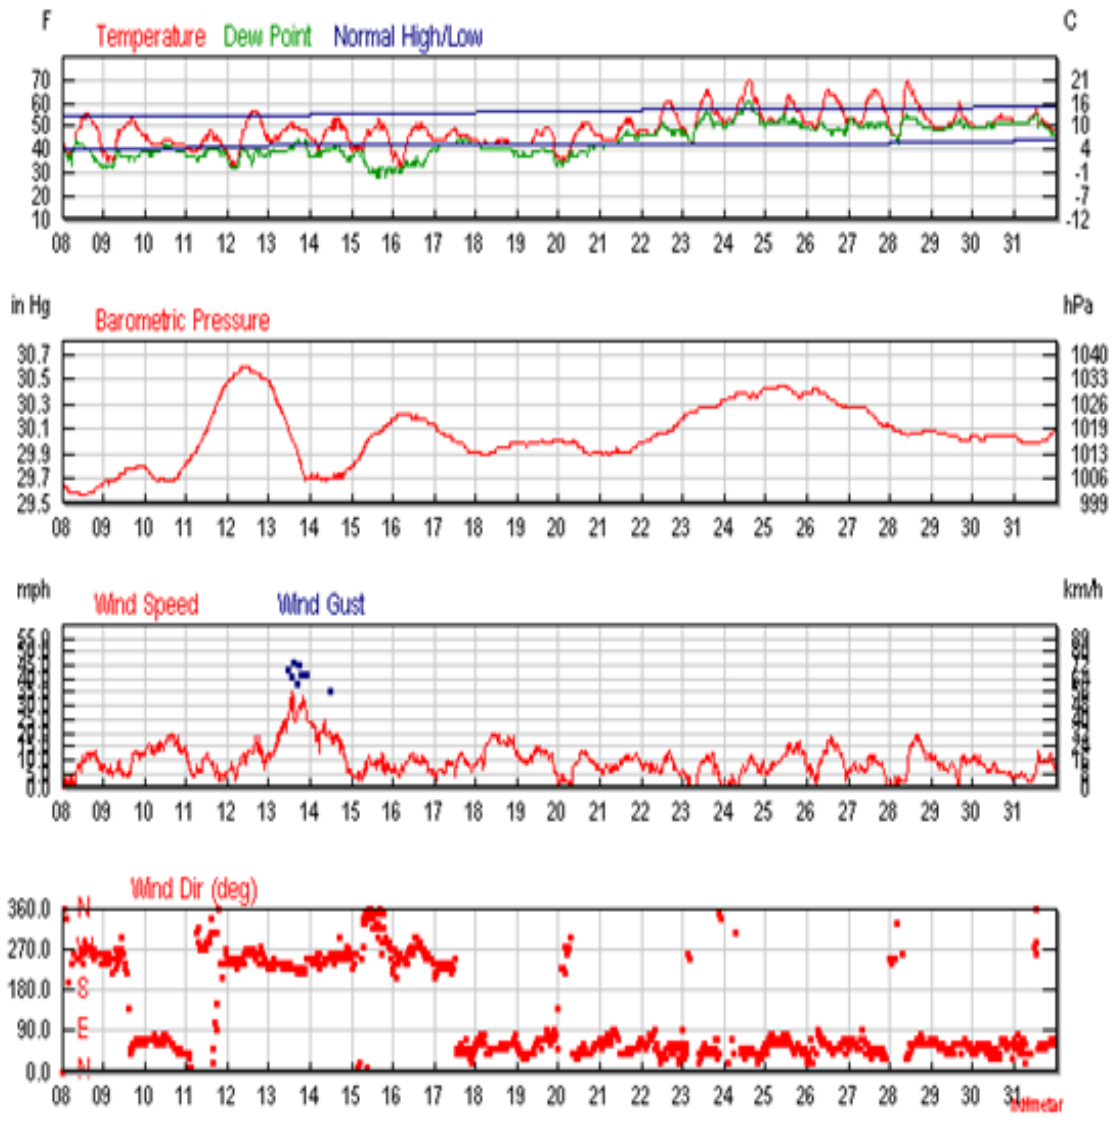 F C
Temperature Dew Point Normal High/Low
70 21
60 16
50 10
40 4
30 -1
20 -7
10 -12
08 09 10 11 12 13 14 15 16 17 18 19 20 21 22 23 24 25 26 27 28 29 30 31
in Hg hPa
Barometric Pressure
30.7 1040
30.5 1033
30.3 1026
30.1 1019
29.9 1013
29.7 1006
29.5 999
08 09 10 11 12 13 14 15 16 17 18 19 20 21 22 23 24 25 26 27 28 29 30 31
mph km/h
Wind Speed Wind Gust
55.0
0.0 0
08 09 10 11 12 13 14 15 16 17 18 19 20 21 22 23 24 25 26 27 28 29 30 31
Wind Dir (deg)
360.0 N
270.0 W
180.0 S
90.0 E
0.0 N
08 09 10 11 12 13 14 15 16 17 18 19 20 21 22 23 24 25 26 27 28 29 30 31